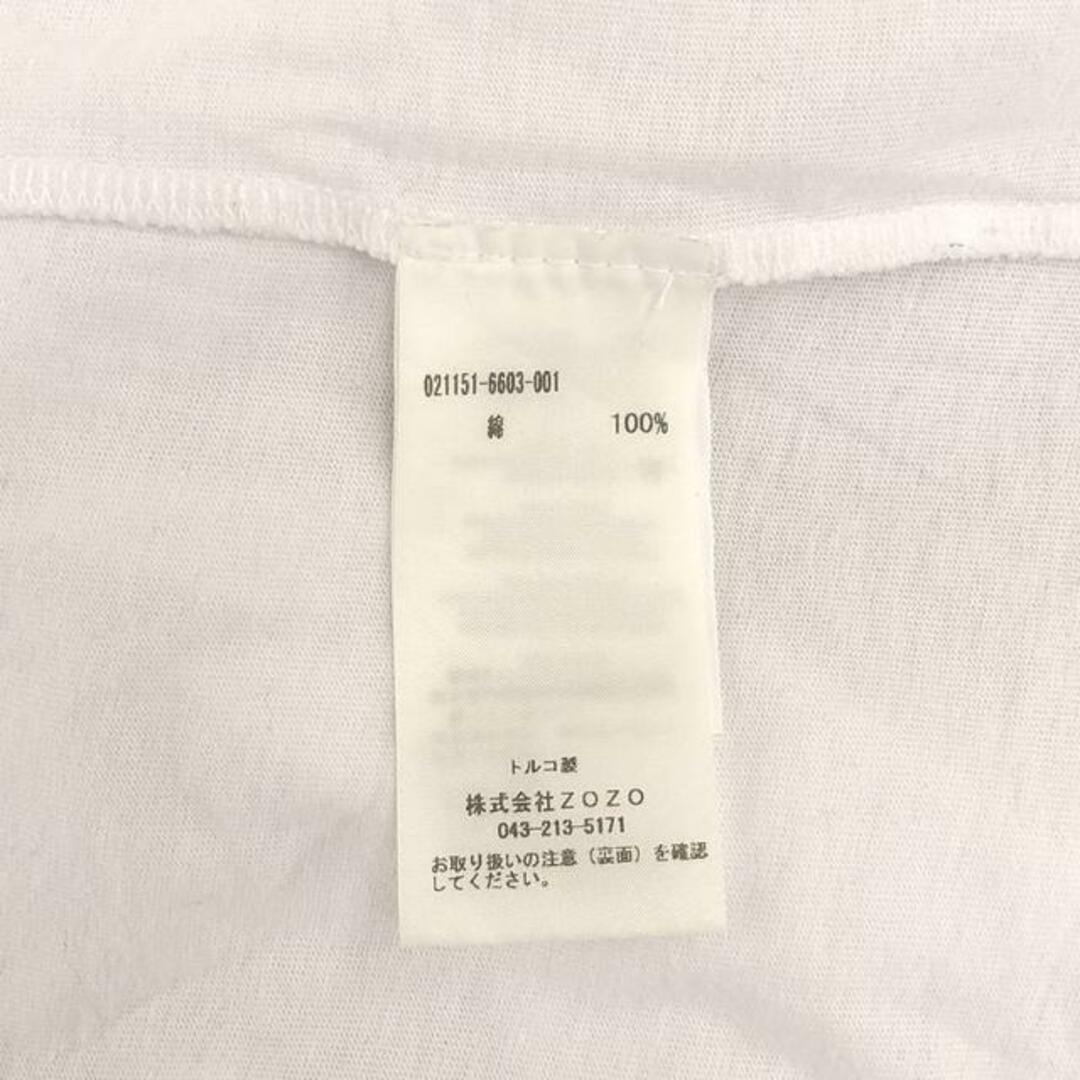 021151-6603-001
綿 100%
トルコ製
株式会社ZOZO
043-213-5171
お取り扱いの注意(裏面)を確認
してください。